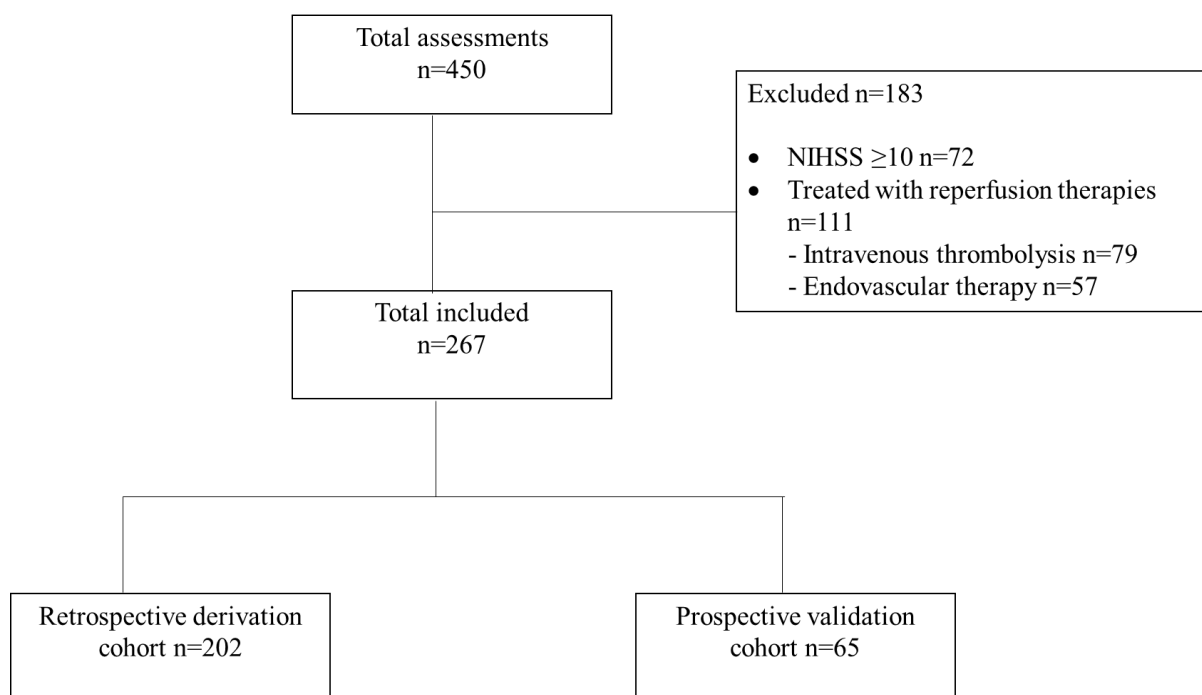 Total assessments
n=450
Excluded n=183
• NIHSS ≥10 n=72
• Treated with reperfusion therapies
n=111
- Intravenous thrombolysis n=79
- Endovascular therapy n=57
Total included
n=267
Retrospective derivation
cohort n=202
Prospective validation
cohort n=65